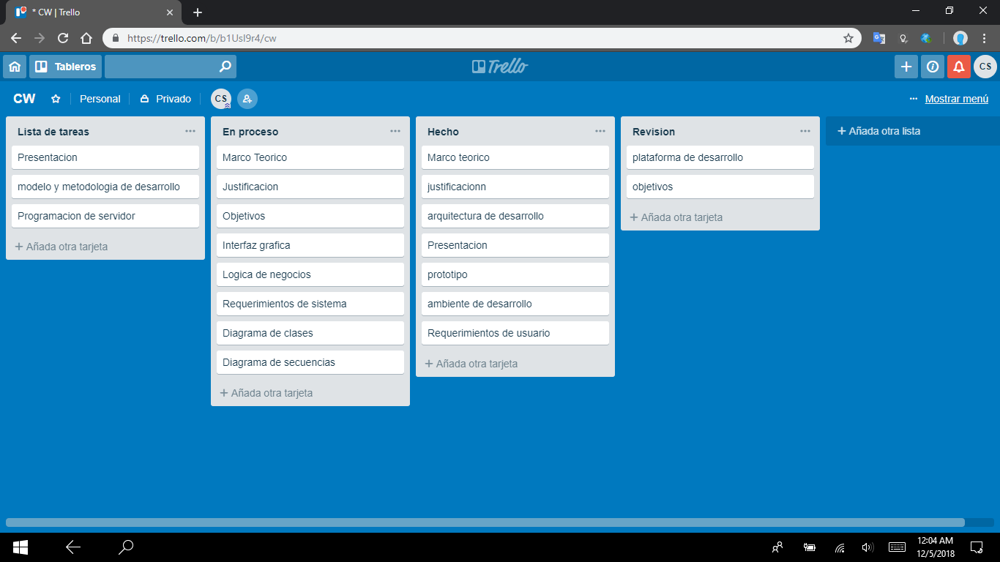 * CW | Trello
https://trello.com/b/b1UsI9r4/cw
Tableros
Trello
CS
CW
Personal
Privado
CS
Mostrar menú
Lista de tareas
Presentacion
modelo y metodologia de desarrollo
Programacion de servidor
+ Añada otra tarjeta
En proceso
Marco Teorico
Justificacion
Objetivos
Interfaz grafica
Logica de negocios
Requerimientos de sistema
Diagrama de clases
Diagrama de secuencias
+ Añada otra tarjeta
Hecho
Marco teorico
justificacionn
arquitectura de desarrollo
Presentacion
prototipo
ambiente de desarrollo
Requerimientos de usuario
+ Añada otra tarjeta
Revision
plataforma de desarrollo
objetivos
+ Añada otra tarjeta
+ Añada otra lista
12:04 AM
12/5/2018